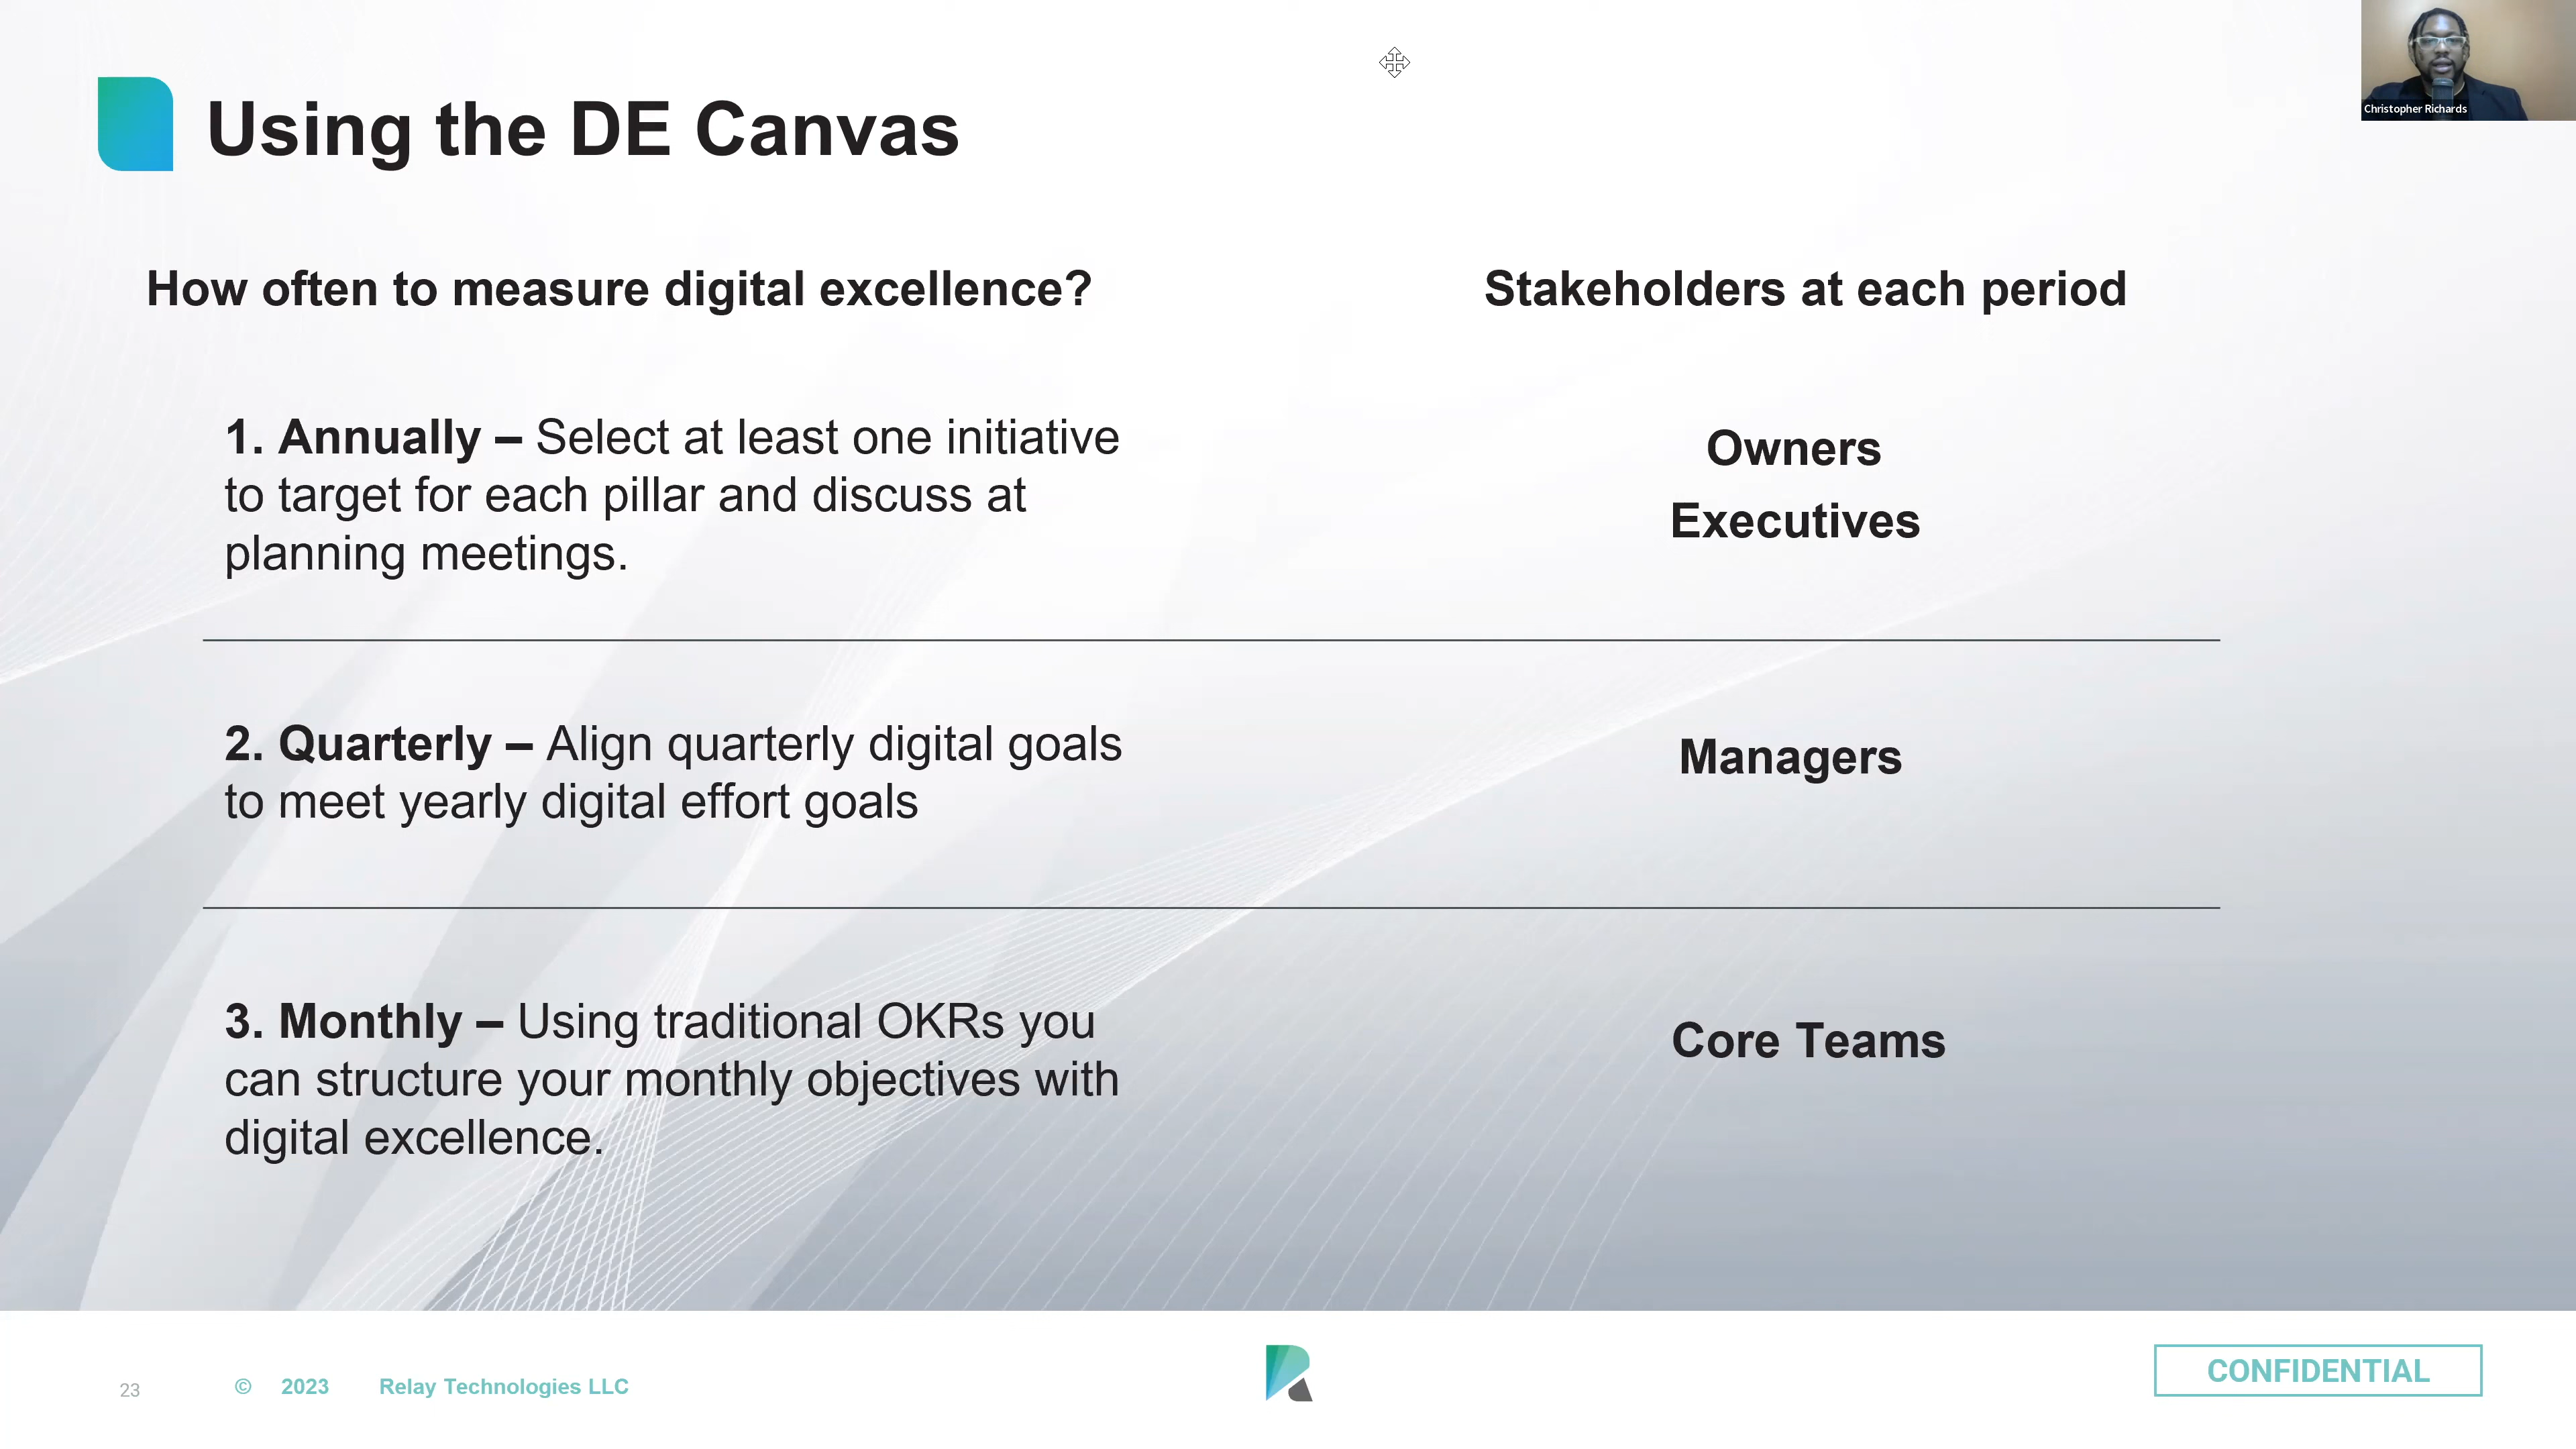 Christopher Richards
Using the DE Canvas
How often to measure digital excellence?
Stakeholders at each period
1. Annually – Select at least one initiative
to target for each pillar and discuss at
planning meetings.
Owners
Executives
2. Quarterly – Align quarterly digital goals
to meet yearly digital effort goals
Managers
3. Monthly – Using traditional OKRs you
can structure your monthly objectives with
digital excellence.
Core Teams
23 © 2023 Relay Technologies LLC
CONFIDENTIAL